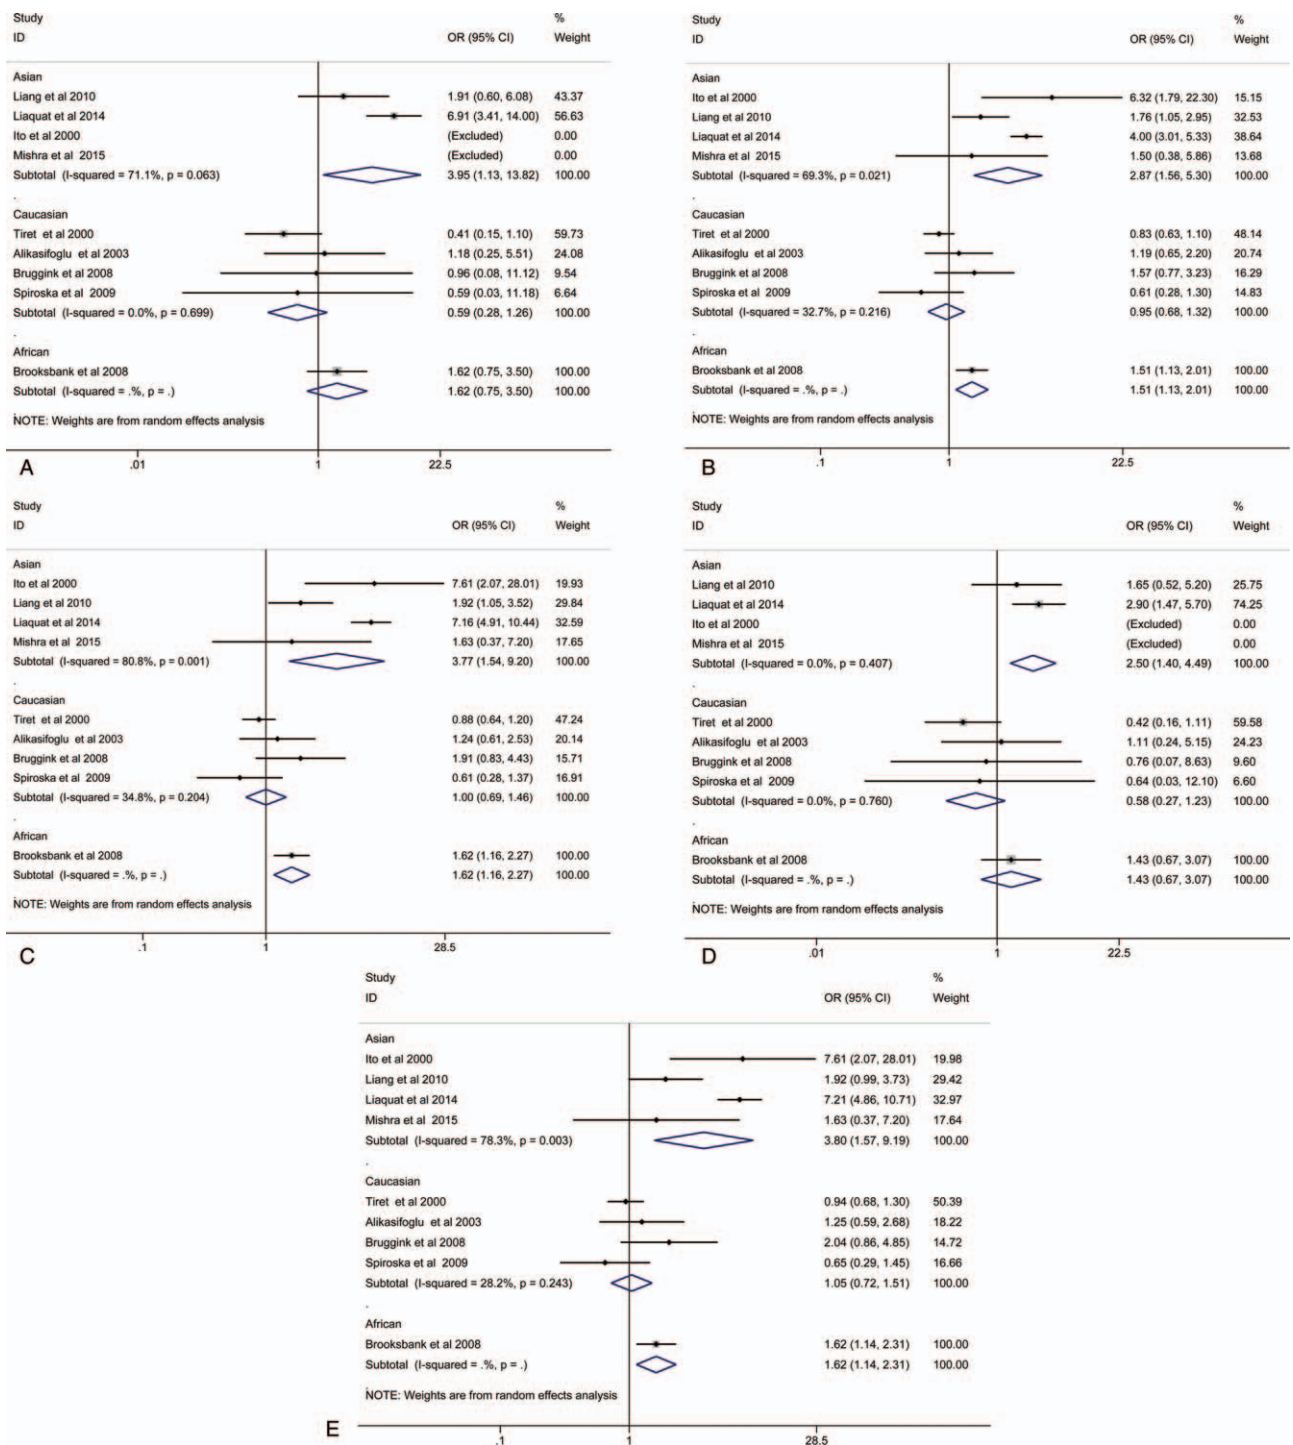 Study %
ID OR (95% CI) Weight
Asian
Liang et al 2010 1.91 (0.60, 6.08) 43.37
Liaquat et al 2014 6.91 (3.41, 14.00) 56.63
Ito et al 2000 (Excluded) 0.00
Mishra et al 2015 (Excluded) 0.00
Subtotal (I-squared = 71.1%, p = 0.063) 3.95 (1.13, 13.82) 100.00
.
Caucasian
Tiret et al 2000 0.41 (0.15, 1.10) 59.73
Alikasifoglu et al 2003 1.18 (0.25, 5.51) 24.08
Bruggink et al 2008 0.96 (0.08, 11.12) 9.54
Spiroska et al 2009 0.59 (0.03, 11.18) 6.64
Subtotal (I-squared = 0.0%, p = 0.699) 0.59 (0.28, 1.26) 100.00
.
African
Brooksbank et al 2008 1.62 (0.75, 3.50) 100.00
Subtotal (I-squared = .%, p = .) 1.62 (0.75, 3.50) 100.00
.
NOTE: Weights are from random effects analysis
A
.01 1 22.5
Study %
ID OR (95% CI) Weight
Asian
Ito et al 2000 6.32 (1.79, 22.30) 15.15
Liang et al 2010 1.76 (1.05, 2.95) 32.53
Liaquat et al 2014 4.00 (3.01, 5.33) 38.64
Mishra et al 2015 1.50 (0.38, 5.86) 13.68
Subtotal (I-squared = 69.3%, p = 0.021) 2.87 (1.56, 5.30) 100.00
.
Caucasian
Tiret et al 2000 0.83 (0.63, 1.10) 48.14
Alikasifoglu et al 2003 1.19 (0.65, 2.20) 20.74
Bruggink et al 2008 1.57 (0.77, 3.23) 16.29
Spiroska et al 2009 0.61 (0.28, 1.30) 14.83
Subtotal (I-squared = 32.7%, p = 0.216) 0.95 (0.68, 1.32) 100.00
.
African
Brooksbank et al 2008 1.51 (1.13, 2.01) 100.00
Subtotal (I-squared = .%, p = .) 1.51 (1.13, 2.01) 100.00
.
NOTE: Weights are from random effects analysis
B
.1 1 22.5
Study %
ID OR (95% CI) Weight
Asian
Ito et al 2000 7.61 (2.07, 28.01) 19.93
Liang et al 2010 1.92 (1.05, 3.52) 29.84
Liaquat et al 2014 7.16 (4.91, 10.44) 32.59
Mishra et al 2015 1.63 (0.37, 7.20) 17.65
Subtotal (I-squared = 80.8%, p = 0.001) 3.77 (1.54, 9.20) 100.00
.
Caucasian
Tiret et al 2000 0.88 (0.64, 1.20) 47.24
Alikasifoglu et al 2003 1.24 (0.61, 2.53) 20.14
Bruggink et al 2008 1.91 (0.83, 4.43) 15.71
Spiroska et al 2009 0.61 (0.28, 1.37) 16.91
Subtotal (I-squared = 34.8%, p = 0.204) 1.00 (0.69, 1.46) 100.00
.
African
Brooksbank et al 2008 1.62 (1.16, 2.27) 100.00
Subtotal (I-squared = .%, p = .) 1.62 (1.16, 2.27) 100.00
.
NOTE: Weights are from random effects analysis
C
.1 1 28.5
Study %
ID OR (95% CI) Weight
Asian
Liang et al 2010 1.65 (0.52, 5.20) 25.75
Liaquat et al 2014 2.90 (1.47, 5.70) 74.25
Ito et al 2000 (Excluded) 0.00
Mishra et al 2015 (Excluded) 0.00
Subtotal (I-squared = 0.0%, p = 0.407) 2.50 (1.40, 4.49) 100.00
.
Caucasian
Tiret et al 2000 0.42 (0.16, 1.11) 59.58
Alikasifoglu et al 2003 1.11 (0.24, 5.15) 24.23
Bruggink et al 2008 0.76 (0.07, 8.63) 9.60
Spiroska et al 2009 0.64 (0.03, 12.10) 6.60
Subtotal (I-squared = 0.0%, p = 0.760) 0.58 (0.27, 1.23) 100.00
.
African
Brooksbank et al 2008 1.43 (0.67, 3.07) 100.00
Subtotal (I-squared = .%, p = .) 1.43 (0.67, 3.07) 100.00
.
NOTE: Weights are from random effects analysis
D
.01 1 22.5
Study %
ID OR (95% CI) Weight
Asian
Ito et al 2000 7.61 (2.07, 28.01) 19.98
Liang et al 2010 1.92 (0.99, 3.73) 29.42
Liaquat et al 2014 7.21 (4.86, 10.71) 32.97
Mishra et al 2015 1.63 (0.37, 7.20) 17.64
Subtotal (I-squared = 78.3%, p = 0.003) 3.80 (1.57, 9.19) 100.00
.
Caucasian
Tiret et al 2000 0.94 (0.68, 1.30) 50.39
Alikasifoglu et al 2003 1.25 (0.59, 2.68) 18.22
Bruggink et al 2008 2.04 (0.86, 4.85) 14.72
Spiroska et al 2009 0.65 (0.29, 1.45) 16.66
Subtotal (I-squared = 28.2%, p = 0.243) 1.05 (0.72, 1.51) 100.00
.
African
Brooksbank et al 2008 1.62 (1.14, 2.31) 100.00
Subtotal (I-squared = .%, p = .) 1.62 (1.14, 2.31) 100.00
.
NOTE: Weights are from random effects analysis
E
.1 1 28.5